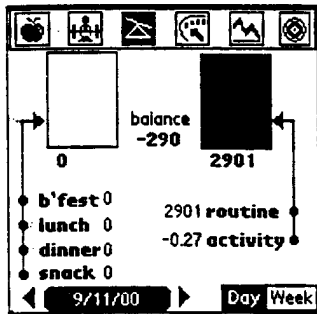 balance
-290
0
2901
b'fest 0
lunch 0
dinner 0
snack 0
2901 routine
-0.27 activity
9/11/00
Day Week